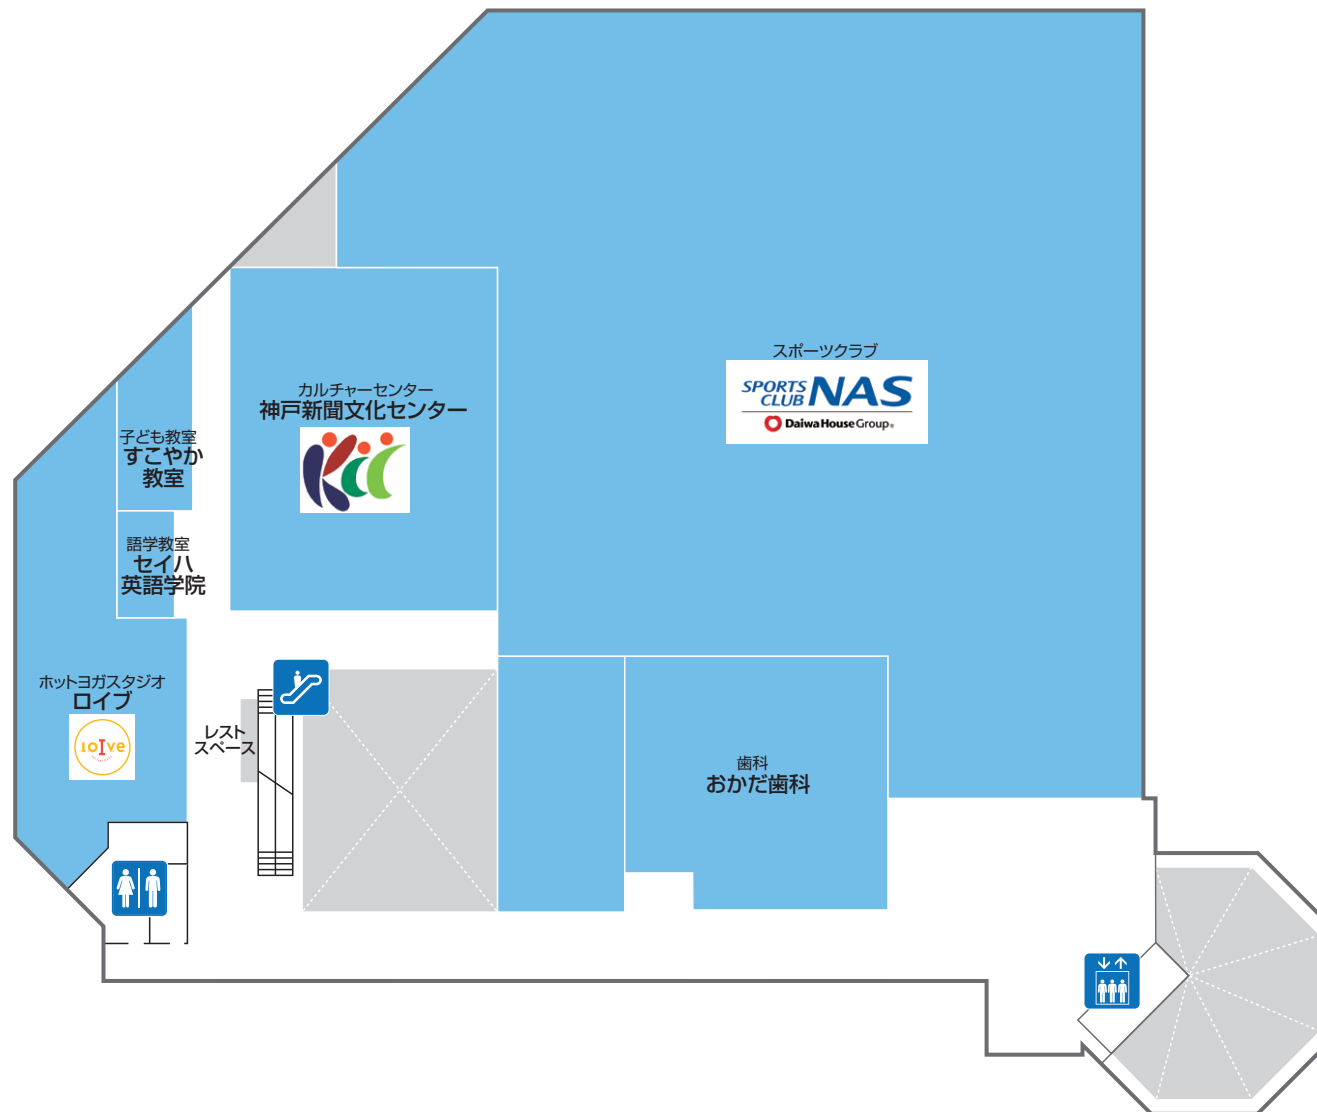 スポーツクラブ
SPORTS
CLUB NAS
Daiwa House Group®
カルチャーセンター
神戸新聞文化センター
Kcc
子ども教室
すこやか
教室
語学教室
セイハ
英語学院
ホットヨガスタジオ
ロイブ
loIve
レスト
スペース
歯科
おかだ歯科